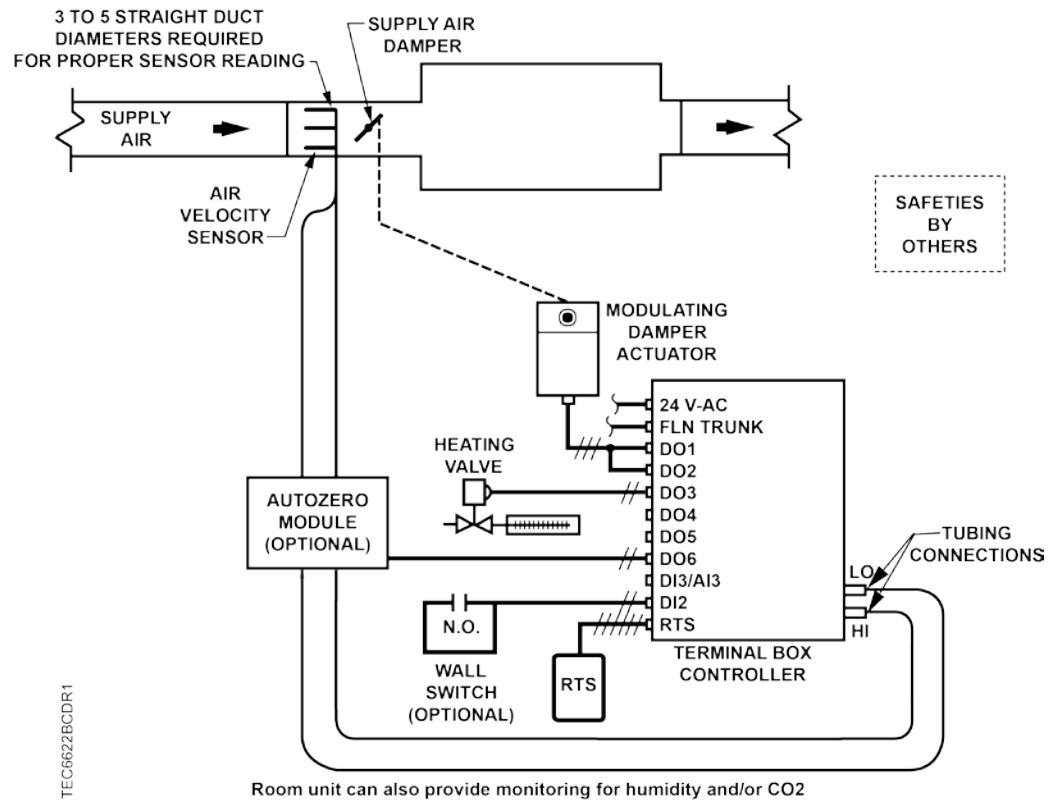 3 TO 5 STRAIGHT DUCT
DIAMETERS REQUIRED
FOR PROPER SENSOR READING
SUPPLY AIR
DAMPER
SUPPLY
AIR
AIR
VELOCITY
SENSOR
SAFETIES
BY
OTHERS
MODULATING
DAMPER
ACTUATOR
24 V-AC
FLN TRUNK
DO1
DO2
DO3
DO4
DO5
DO6
DI3/AI3
DI2
RTS
HEATING
VALVE
AUTOZERO
MODULE
(OPTIONAL)
TUBING
CONNECTIONS
LO
HI
N.O.
WALL
SWITCH
(OPTIONAL)
RTS
TERMINAL BOX
CONTROLLER
TEC6622BCDR1
Room unit can also provide monitoring for humidity and/or CO2